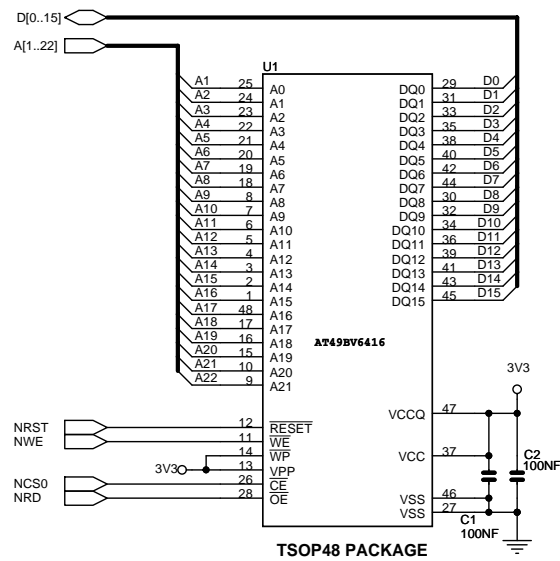 D[0..15]
A[1..22]
U1
A1 25 A0 DQ0 29 D0
A2 24 A1 DQ1 31 D1
A3 23 A2 DQ2 33 D2
A4 22 A3 DQ3 35 D3
A5 21 A4 DQ4 38 D4
A6 20 A5 DQ5 40 D5
A7 19 A6 DQ6 42 D6
A8 18 A7 DQ7 44 D7
A9 8 A8 DQ8 30 D8
A10 7 A9 DQ9 32 D9
A11 6 A10 DQ10 34 D10
A12 5 A11 DQ11 36 D11
A13 4 A12 DQ12 39 D12
A14 3 A13 DQ13 41 D13
A15 2 A14 DQ14 43 D14
A16 1 A15 DQ15 45 D15
A17 48 A16
A18 17 A17
A19 16 A18
A20 15 A19
A21 10 A20
A22 9 A21
AT49BV6416
3V3
VCCQ 47
NRST 12 RESET
NWE 11 WE
14 WP
3V3 13 VPP
NCS0 26 CE
NRD 28 OE
VCC 37
C2
100NF
VSS 46
VSS 27
C1
100NF
TSOP48 PACKAGE